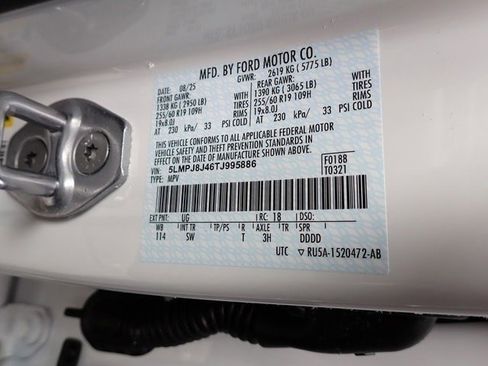 MFD. BY FORD MOTOR CO.
DATE: 08/25 GVWR: 2619 KG (5775 LB)
FRONT GAWR: REAR GAWR:
1338 KG (2950 LB) WITH 1390 KG (3065 LB) WITH
255/60 R19 109H TIRES 255/60 R19 109H TIRES
19x8.0J RIMS 19x8.0J RIMS
AT 230 kPa/ 33 PSI COLD AT 230 kPa/ 33 PSI COLD
THIS VEHICLE CONFORMS TO ALL APPLICABLE FEDERAL MOTOR
VEHICLE SAFETY AND THEFT PREVENTION STANDARDS IN EFFECT ON THE DATE OF
MANUFACTURE SHOWN ABOVE.
VIN: 5LMPJ8J46TJ995886 F0188
TYPE: MPV T0321
EXT PNT: UG RC: 18 DSO:
WB INT TR TP/PS R AXLE TR SPR
114 SW T 3H DDDD
UTC RU5A-1520472-AB